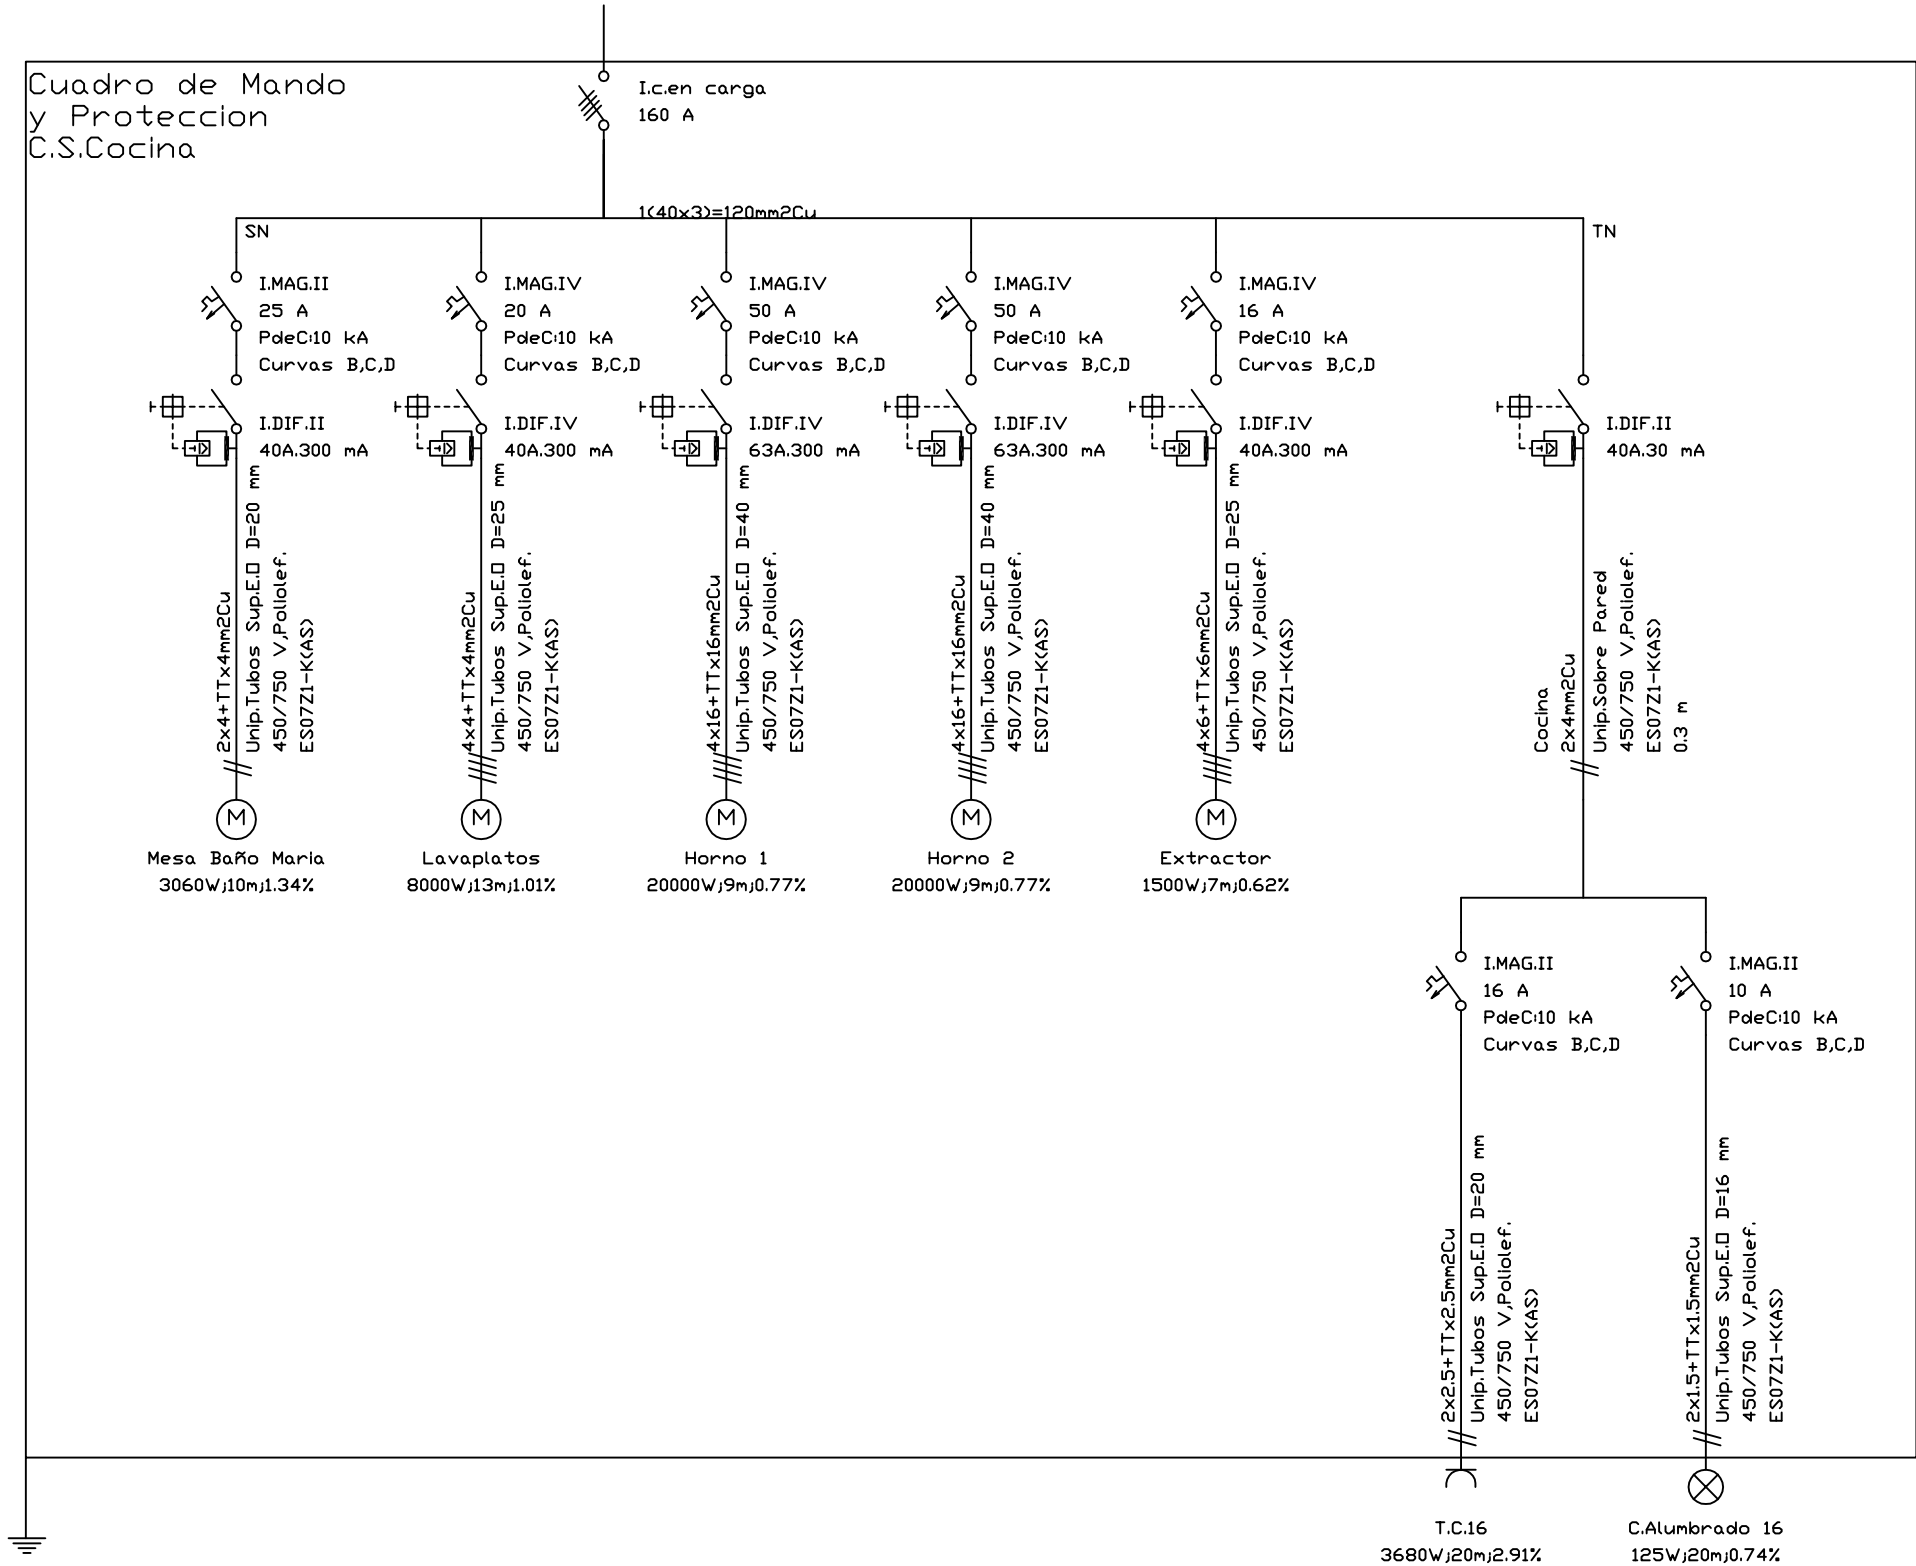 Cuadro de Mando
y Proteccion
C.S.Cocina
I.c.en carga
160 A
1(40x3)=120mm2Cu
SN
TN
I.MAG.II
25 A
PdeC:10 kA
Curvas B,C,D
I.DIF.II
40A.300 mA
2x4+TTx4mm2Cu
Unip.Tubos Sup.E.O D=20 mm
450/750 V,Poliolef.
ES07Z1-K(AS)
Mesa Baño Maria
3060W;10m;1.34%
I.MAG.IV
20 A
PdeC:10 kA
Curvas B,C,D
I.DIF.IV
40A.300 mA
4x4+TTx4mm2Cu
Unip.Tubos Sup.E.O D=25 mm
450/750 V,Poliolef.
ES07Z1-K(AS)
Lavaplatos
8000W;13m;1.01%
I.MAG.IV
50 A
PdeC:10 kA
Curvas B,C,D
I.DIF.IV
63A.300 mA
4x16+TTx16mm2Cu
Unip.Tubos Sup.E.O D=40 mm
450/750 V,Poliolef.
ES07Z1-K(AS)
Horno 1
20000W;9m;0.77%
I.MAG.IV
50 A
PdeC:10 kA
Curvas B,C,D
I.DIF.IV
63A.300 mA
4x16+TTx16mm2Cu
Unip.Tubos Sup.E.O D=40 mm
450/750 V,Poliolef.
ES07Z1-K(AS)
Horno 2
20000W;9m;0.77%
I.MAG.IV
16 A
PdeC:10 kA
Curvas B,C,D
I.DIF.IV
40A.300 mA
4x6+TTx6mm2Cu
Unip.Tubos Sup.E.O D=25 mm
450/750 V,Poliolef.
ES07Z1-K(AS)
Extractor
1500W;7m;0.62%
I.DIF.II
40A.30 mA
Cocina
2x4mm2Cu
Unip.Sobre Pared
450/750 V,Poliolef.
ES07Z1-K(AS)
0.3 m
I.MAG.II
16 A
PdeC:10 kA
Curvas B,C,D
2x2.5+TTx2.5mm2Cu
Unip.Tubos Sup.E.O D=20 mm
450/750 V,Poliolef.
ES07Z1-K(AS)
T.C.16
3680W;20m;2.91%
I.MAG.II
10 A
PdeC:10 kA
Curvas B,C,D
2x1.5+TTx1.5mm2Cu
Unip.Tubos Sup.E.O D=16 mm
450/750 V,Poliolef.
ES07Z1-K(AS)
C.Alumbrado 16
125W;20m;0.74%
M
M
M
M
M